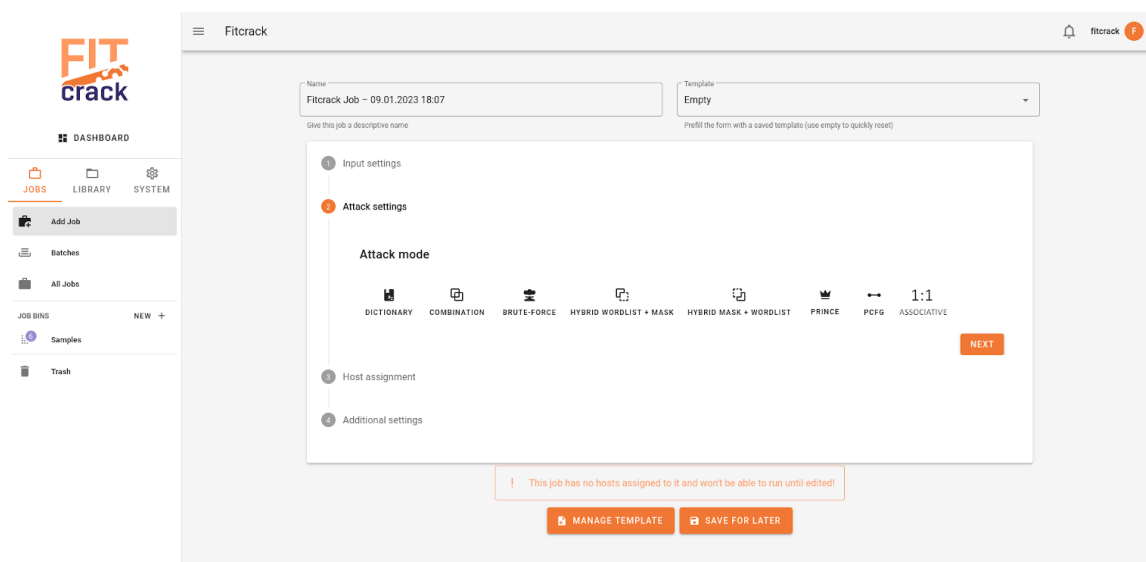 FIT
crack
DASHBOARD
JOBS LIBRARY SYSTEM
Add Job
Batches
All Jobs
JOB BINS NEW +
6
Samples
Trash
Fitcrack
fitcrack F
Name
Fitcrack Job – 09.01.2023 18:07
Give this job a descriptive name
Template
Empty
Prefill the form with a saved template (use empty to quickly reset)
1 Input settings
2 Attack settings
Attack mode
1:1
DICTIONARY COMBINATION BRUTE-FORCE HYBRID WORDLIST + MASK HYBRID MASK + WORDLIST PRINCE PCFG ASSOCIATIVE
NEXT
3 Host assignment
4 Additional settings
! This job has no hosts assigned to it and won't be able to run until edited!
MANAGE TEMPLATE SAVE FOR LATER